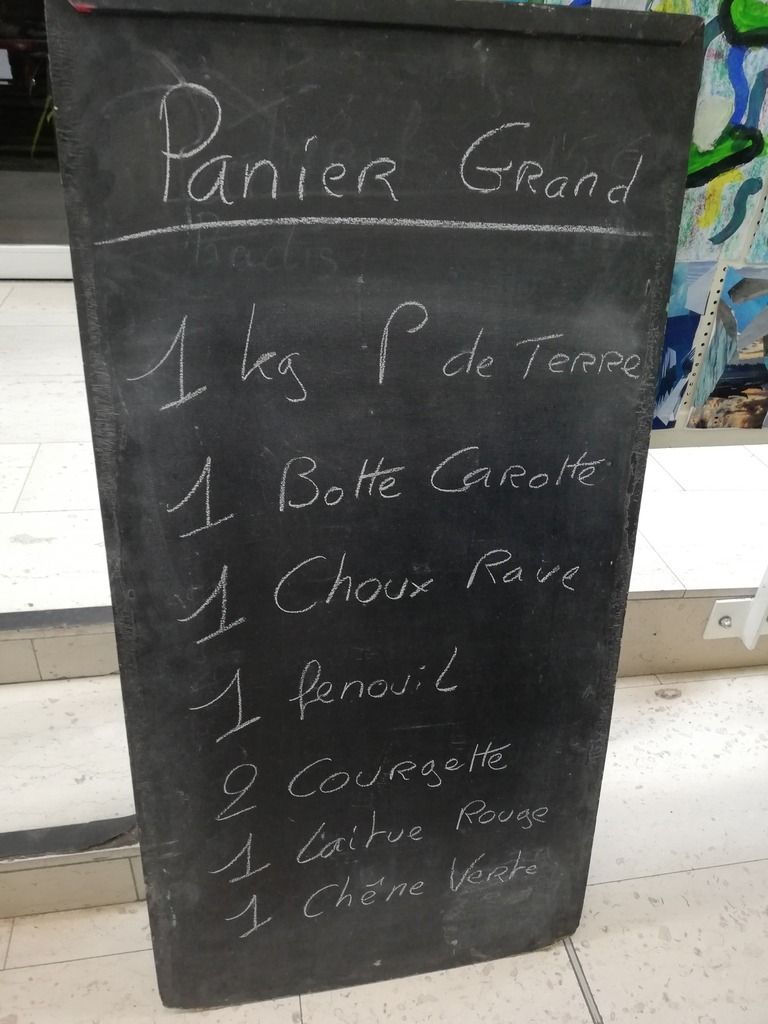 Panier Grand
Radis
1 kg P de Terre
1 Botte Carotte
1 Choux Rave
1 fenouil
2 Courgette
1 Laitue Rouge
1 Chêne Verte